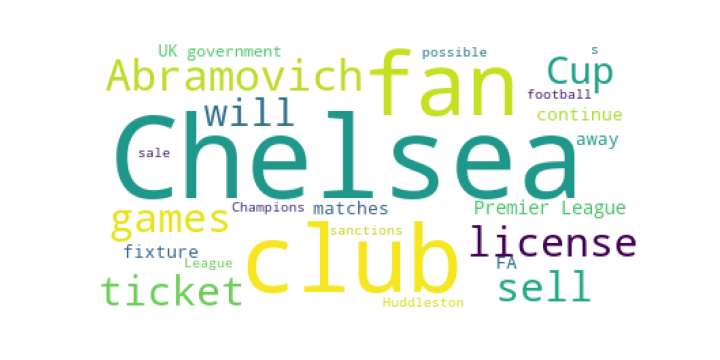 UK government
possible
s
Abramovich
fan
Cup
football
will
continue
Chelsea
away
sale
games
Champions
matches
Premier League
fixture
sanctions
license
League
club
FA
ticket
sell
Huddleston